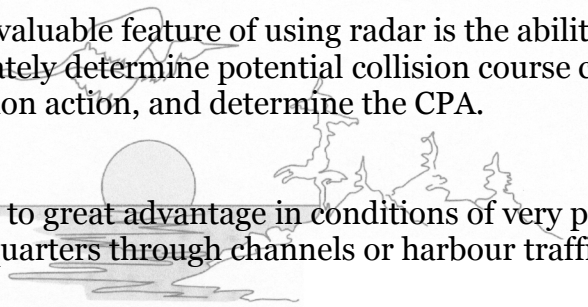 valuable feature of using radar is the abilit
ately determine potential collision course
on action, and determine the CPA.
to great advantage in conditions of very p
uarters through channels or harbour traffi